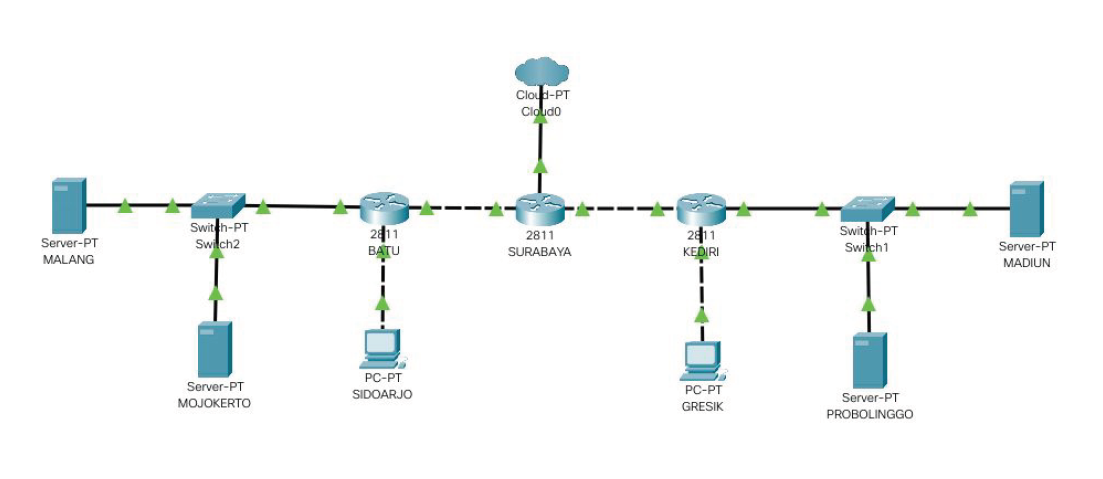 Cloud-PT
Cloud0
Server-PT
MALANG
Switch-PT
Switch2
2811
BATU
2811
SURABAYA
2811
KEDIRI
Switch-PT
Switch1
Server-PT
MADIUN
Server-PT
MOJOKERTO
PC-PT
SIDOARJO
PC-PT
GRESIK
Server-PT
PROBOLINGGO